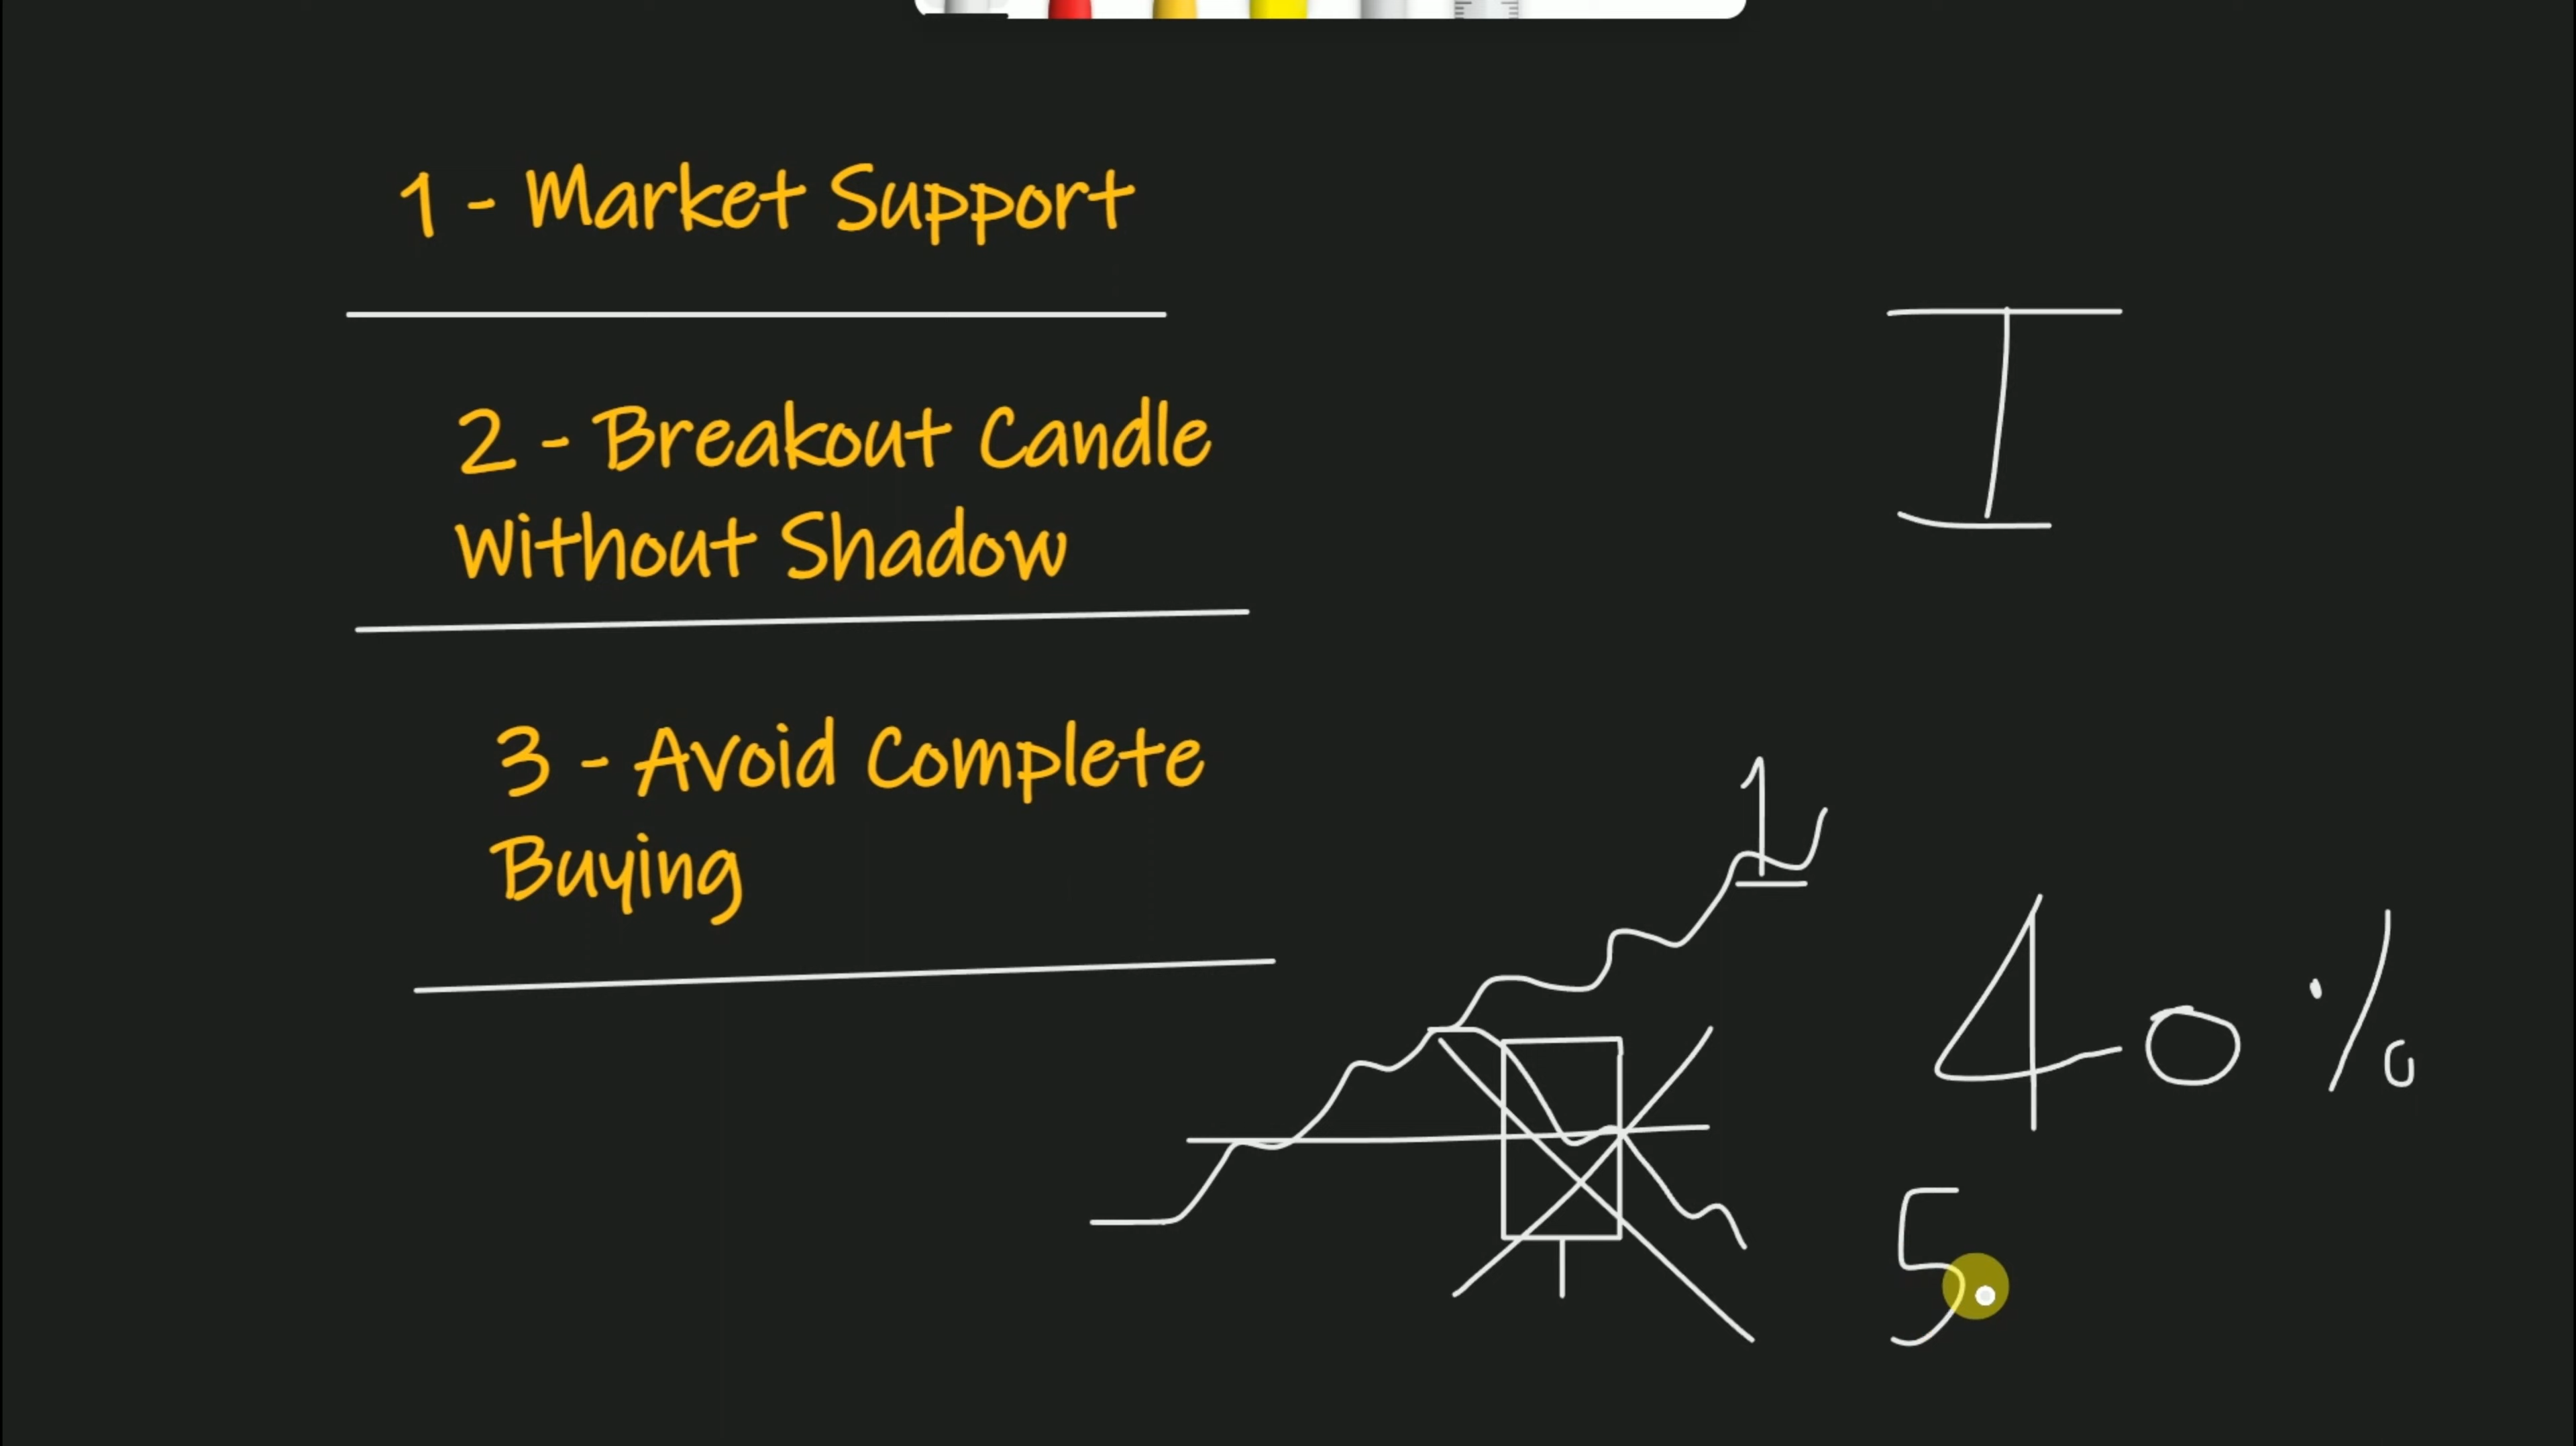 1 - Market Support
2 - Breakout Candle
Without Shadow
3 - Avoid Complete
Buying
I
1
40%
5